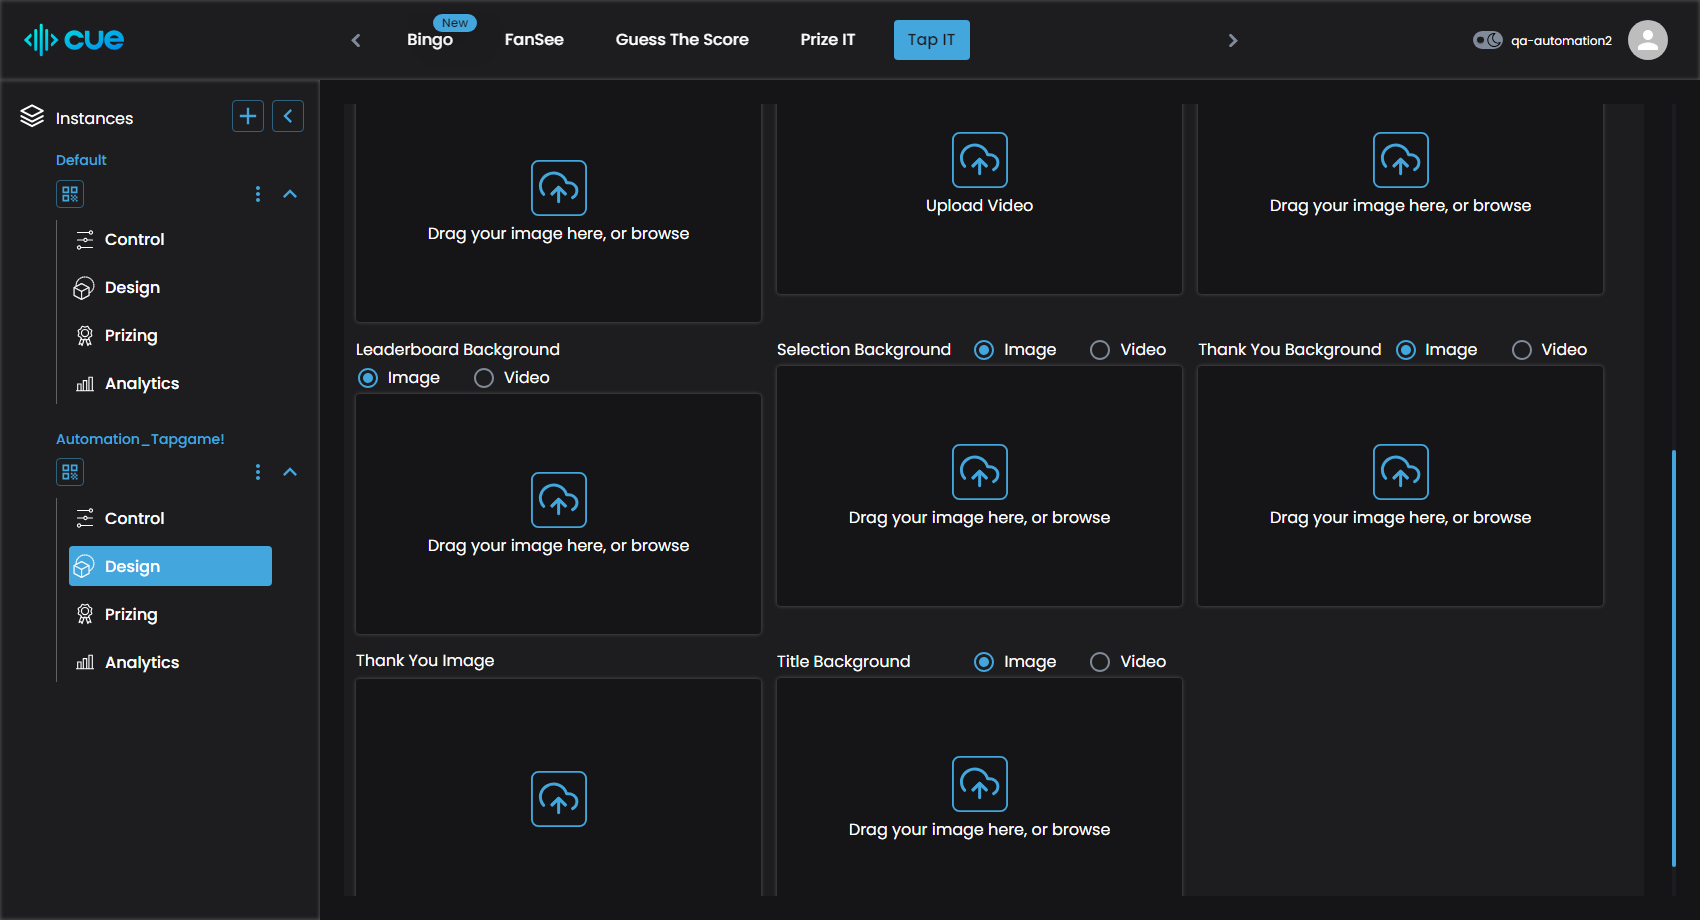 cue
New
Bingo
FanSee
Guess The Score
Prize IT
Tap IT
qa-automation2
Instances
Default
Control
Design
Prizing
Analytics
Automation_Tapgame!
Control
Design
Prizing
Analytics
Drag your image here, or browse
Upload Video
Drag your image here, or browse
Leaderboard Background
Image Video
Drag your image here, or browse
Selection Background Image Video
Drag your image here, or browse
Thank You Background Image Video
Drag your image here, or browse
Thank You Image
Title Background Image Video
Drag your image here, or browse